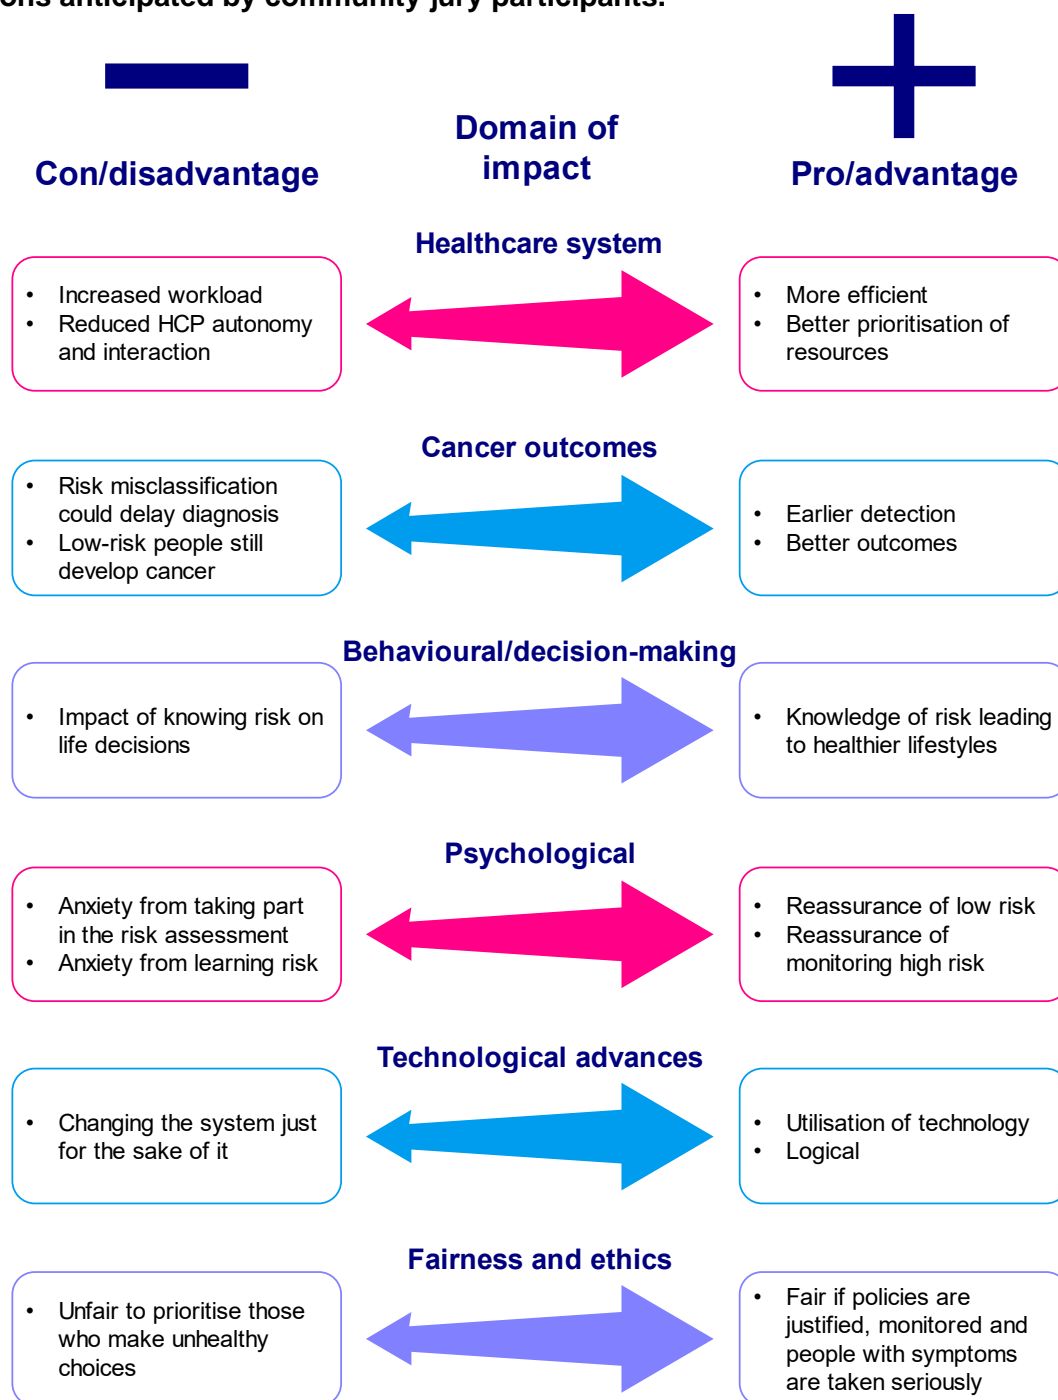 ons anticipated by community jury participants.
Con/disadvantage
Domain of
impact
Pro/advantage
Healthcare system
• Increased workload
• Reduced HCP autonomy
and interaction
• More efficient
• Better prioritisation of
resources
Cancer outcomes
• Risk misclassification
could delay diagnosis
• Low-risk people still
develop cancer
• Earlier detection
• Better outcomes
Behavioural/decision-making
• Impact of knowing risk on
life decisions
• Knowledge of risk leading
to healthier lifestyles
Psychological
• Anxiety from taking part
in the risk assessment
• Anxiety from learning risk
• Reassurance of low risk
• Reassurance of
monitoring high risk
Technological advances
• Changing the system just
for the sake of it
• Utilisation of technology
• Logical
Fairness and ethics
• Unfair to prioritise those
who make unhealthy
choices
• Fair if policies are
justified, monitored and
people with symptoms
are taken seriously